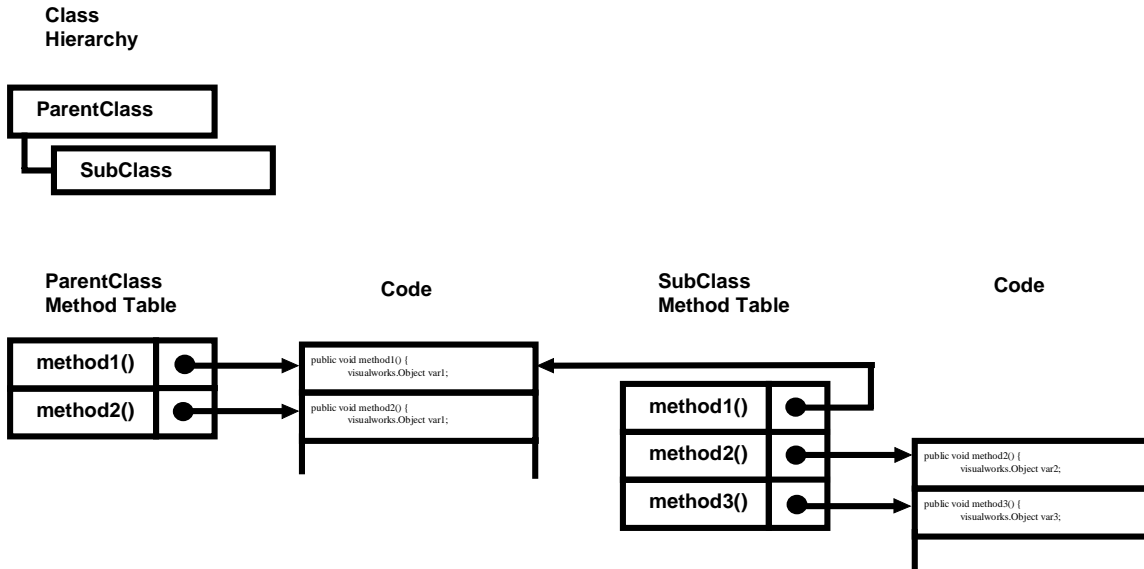 Class
Hierarchy
ParentClass
SubClass
ParentClass
Method Table
Code
SubClass
Method Table
Code
method1()
public void method1() {
visualworks.Object var1;
method2()
public void method2() {
visualworks.Object var1;
method1()
method2()
public void method2() {
visualworks.Object var2;
method3()
public void method3() {
visualworks.Object var3;